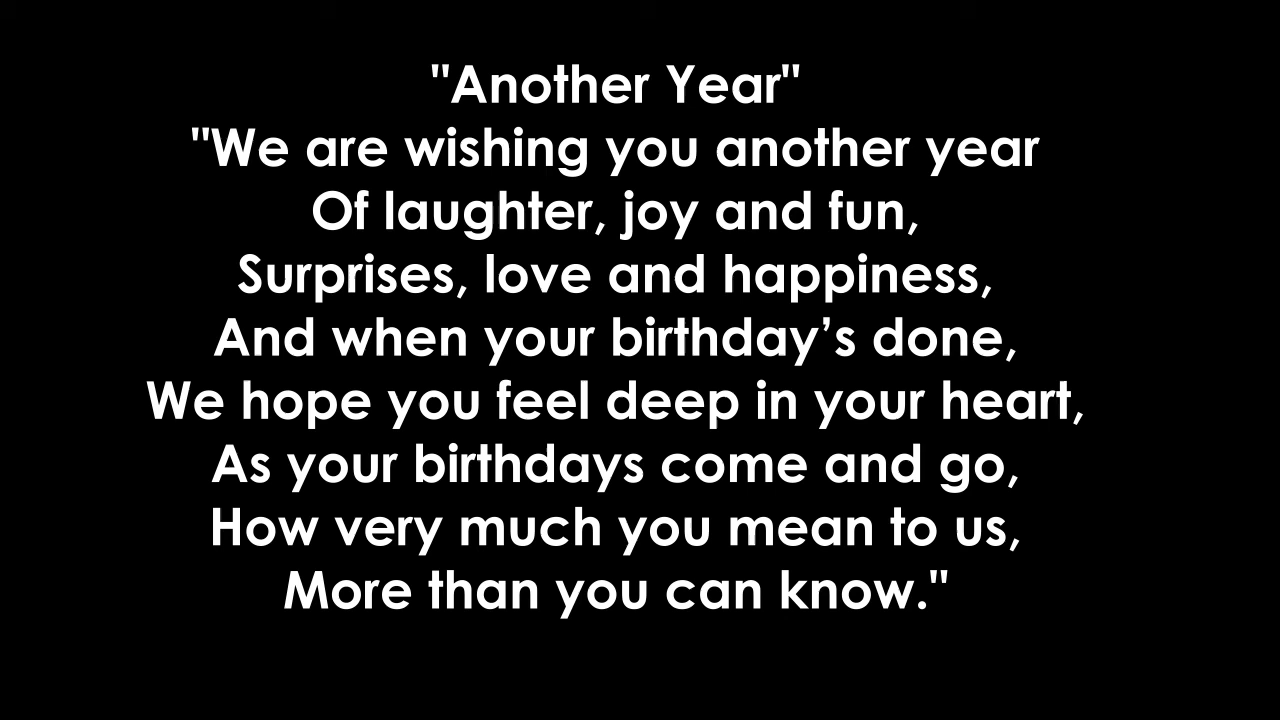 "Another Year"
"We are wishing you another year
Of laughter, joy and fun,
Surprises, love and happiness,
And when your birthday’s done,
We hope you feel deep in your heart,
As your birthdays come and go,
How very much you mean to us,
More than you can know."